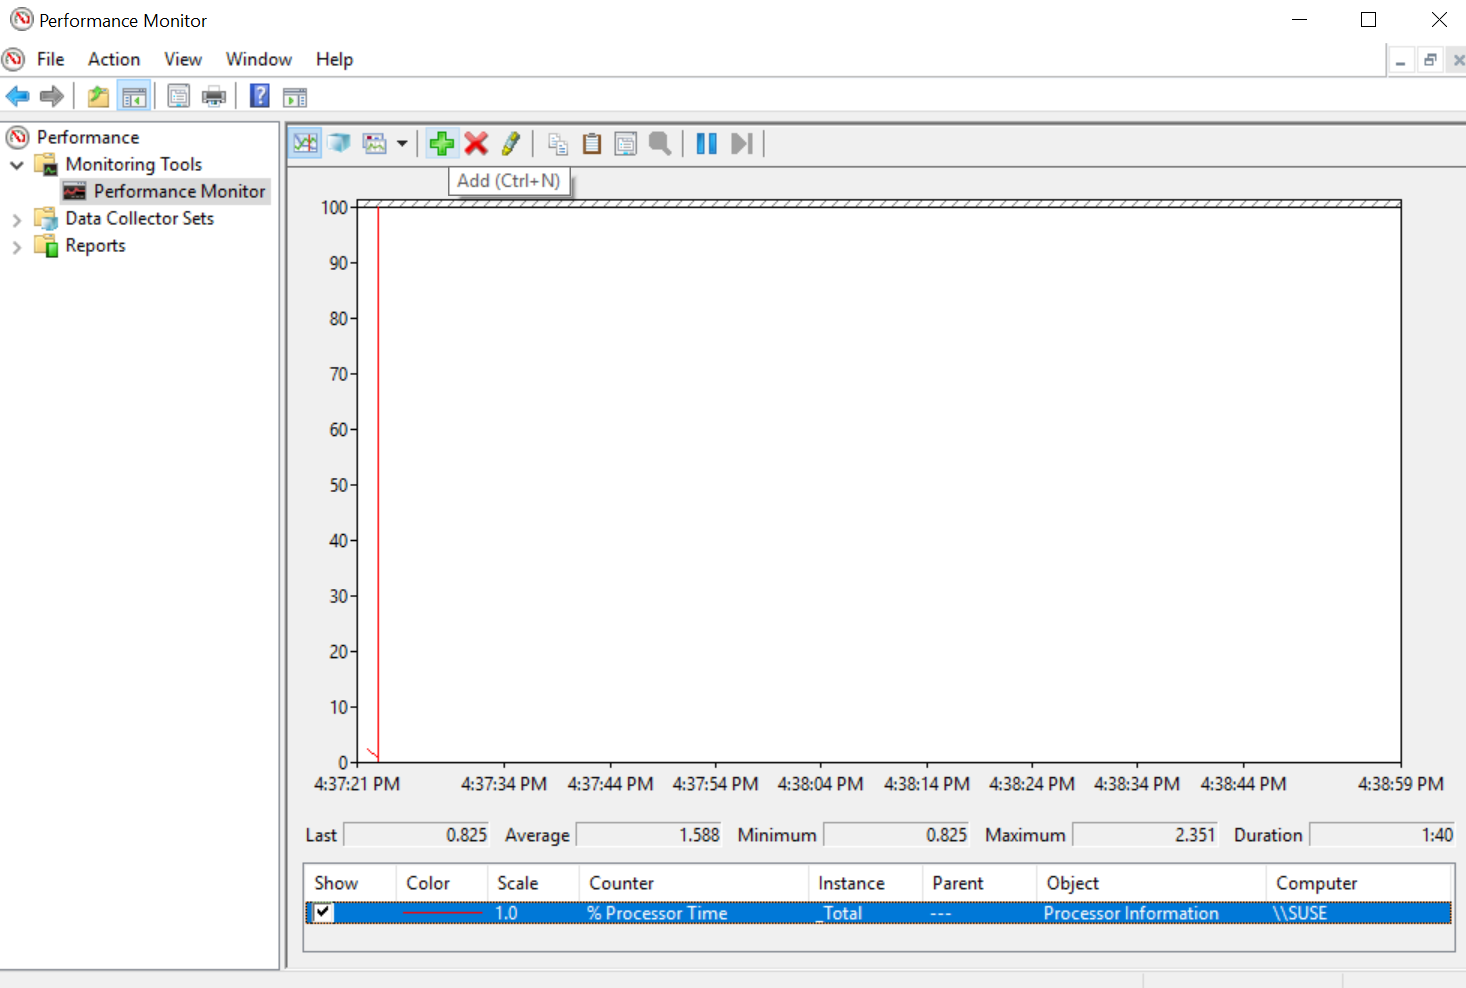 Performance Monitor
File Action View Window Help
Performance
Monitoring Tools
Performance Monitor
Data Collector Sets
Reports
Add (Ctrl+N)
100
90
80
70
60
50
40
30
20
10
0
4:37:21 PM 4:37:34 PM 4:37:44 PM 4:37:54 PM 4:38:04 PM 4:38:14 PM 4:38:24 PM 4:38:34 PM 4:38:44 PM 4:38:59 PM
Last 0.825 Average 1.588 Minimum 0.825 Maximum 2.351 Duration 1:40
Show Color Scale Counter Instance Parent Object Computer
1.0 % Processor Time _Total --- Processor Information \\SUSE